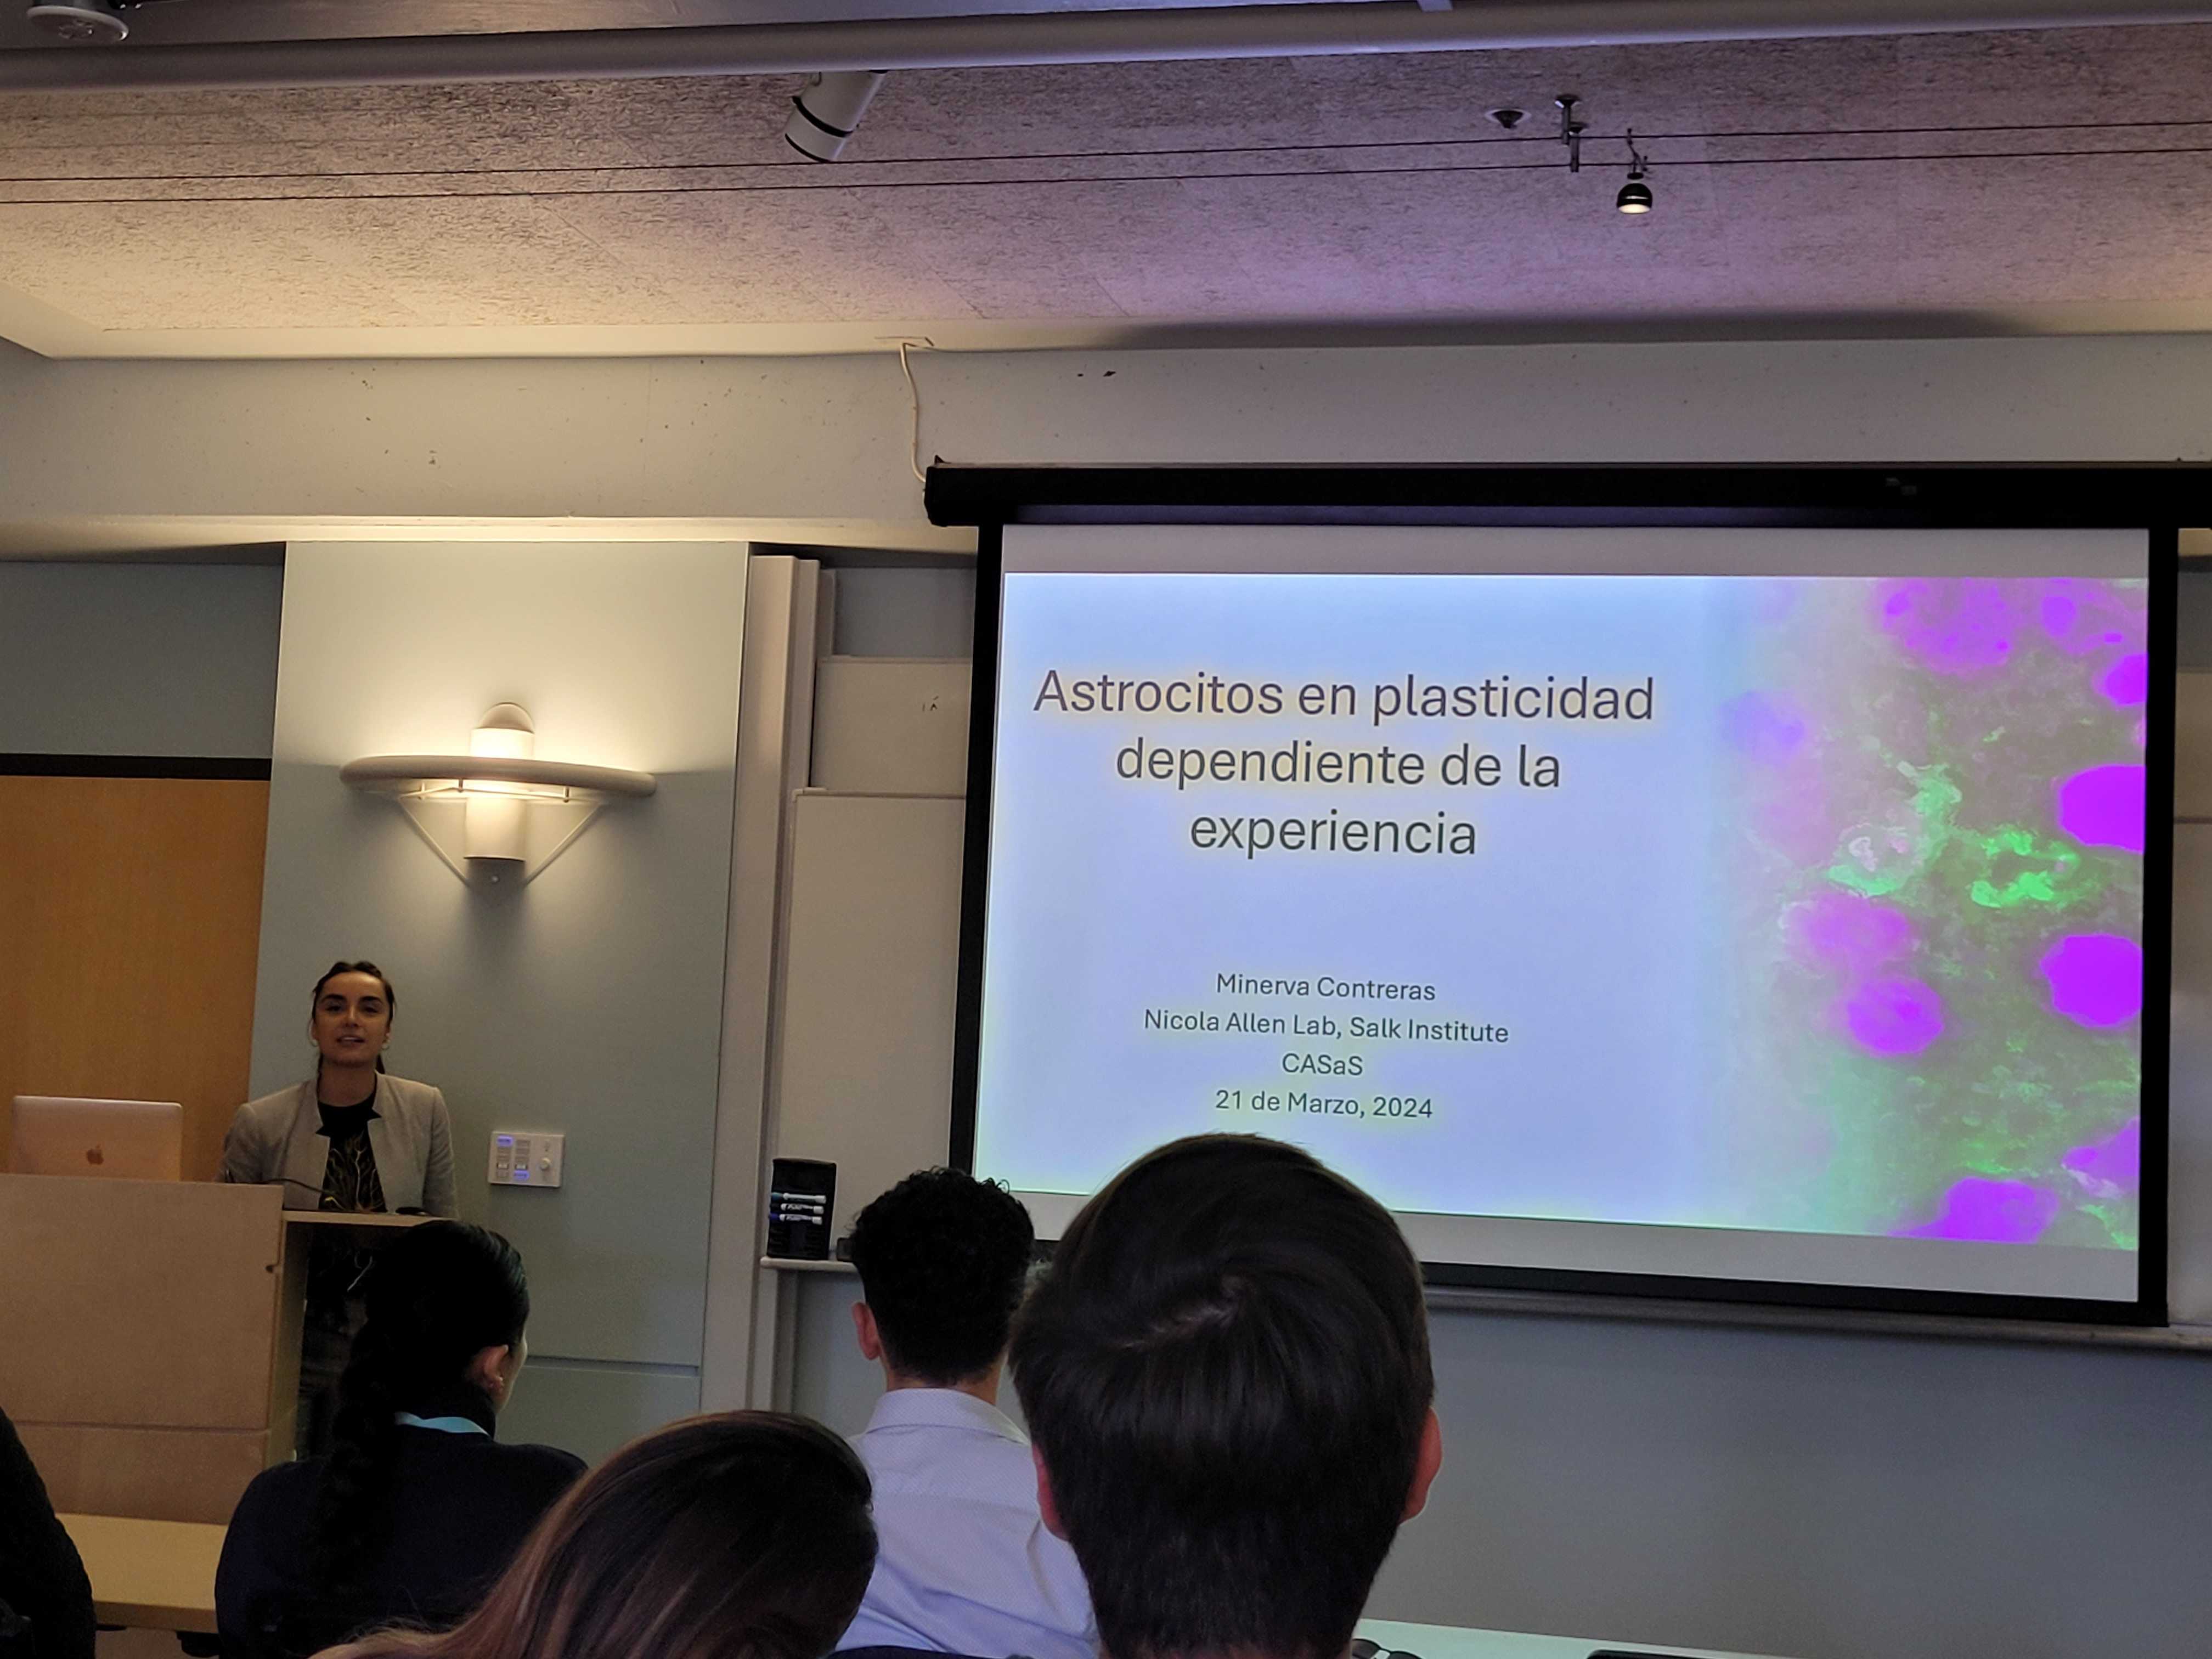 Astrocitos en plasticidad
dependiente de la
experiencia
Minerva Contreras
Nicola Allen Lab, Salk Institute
CASaS
21 de Marzo, 2024